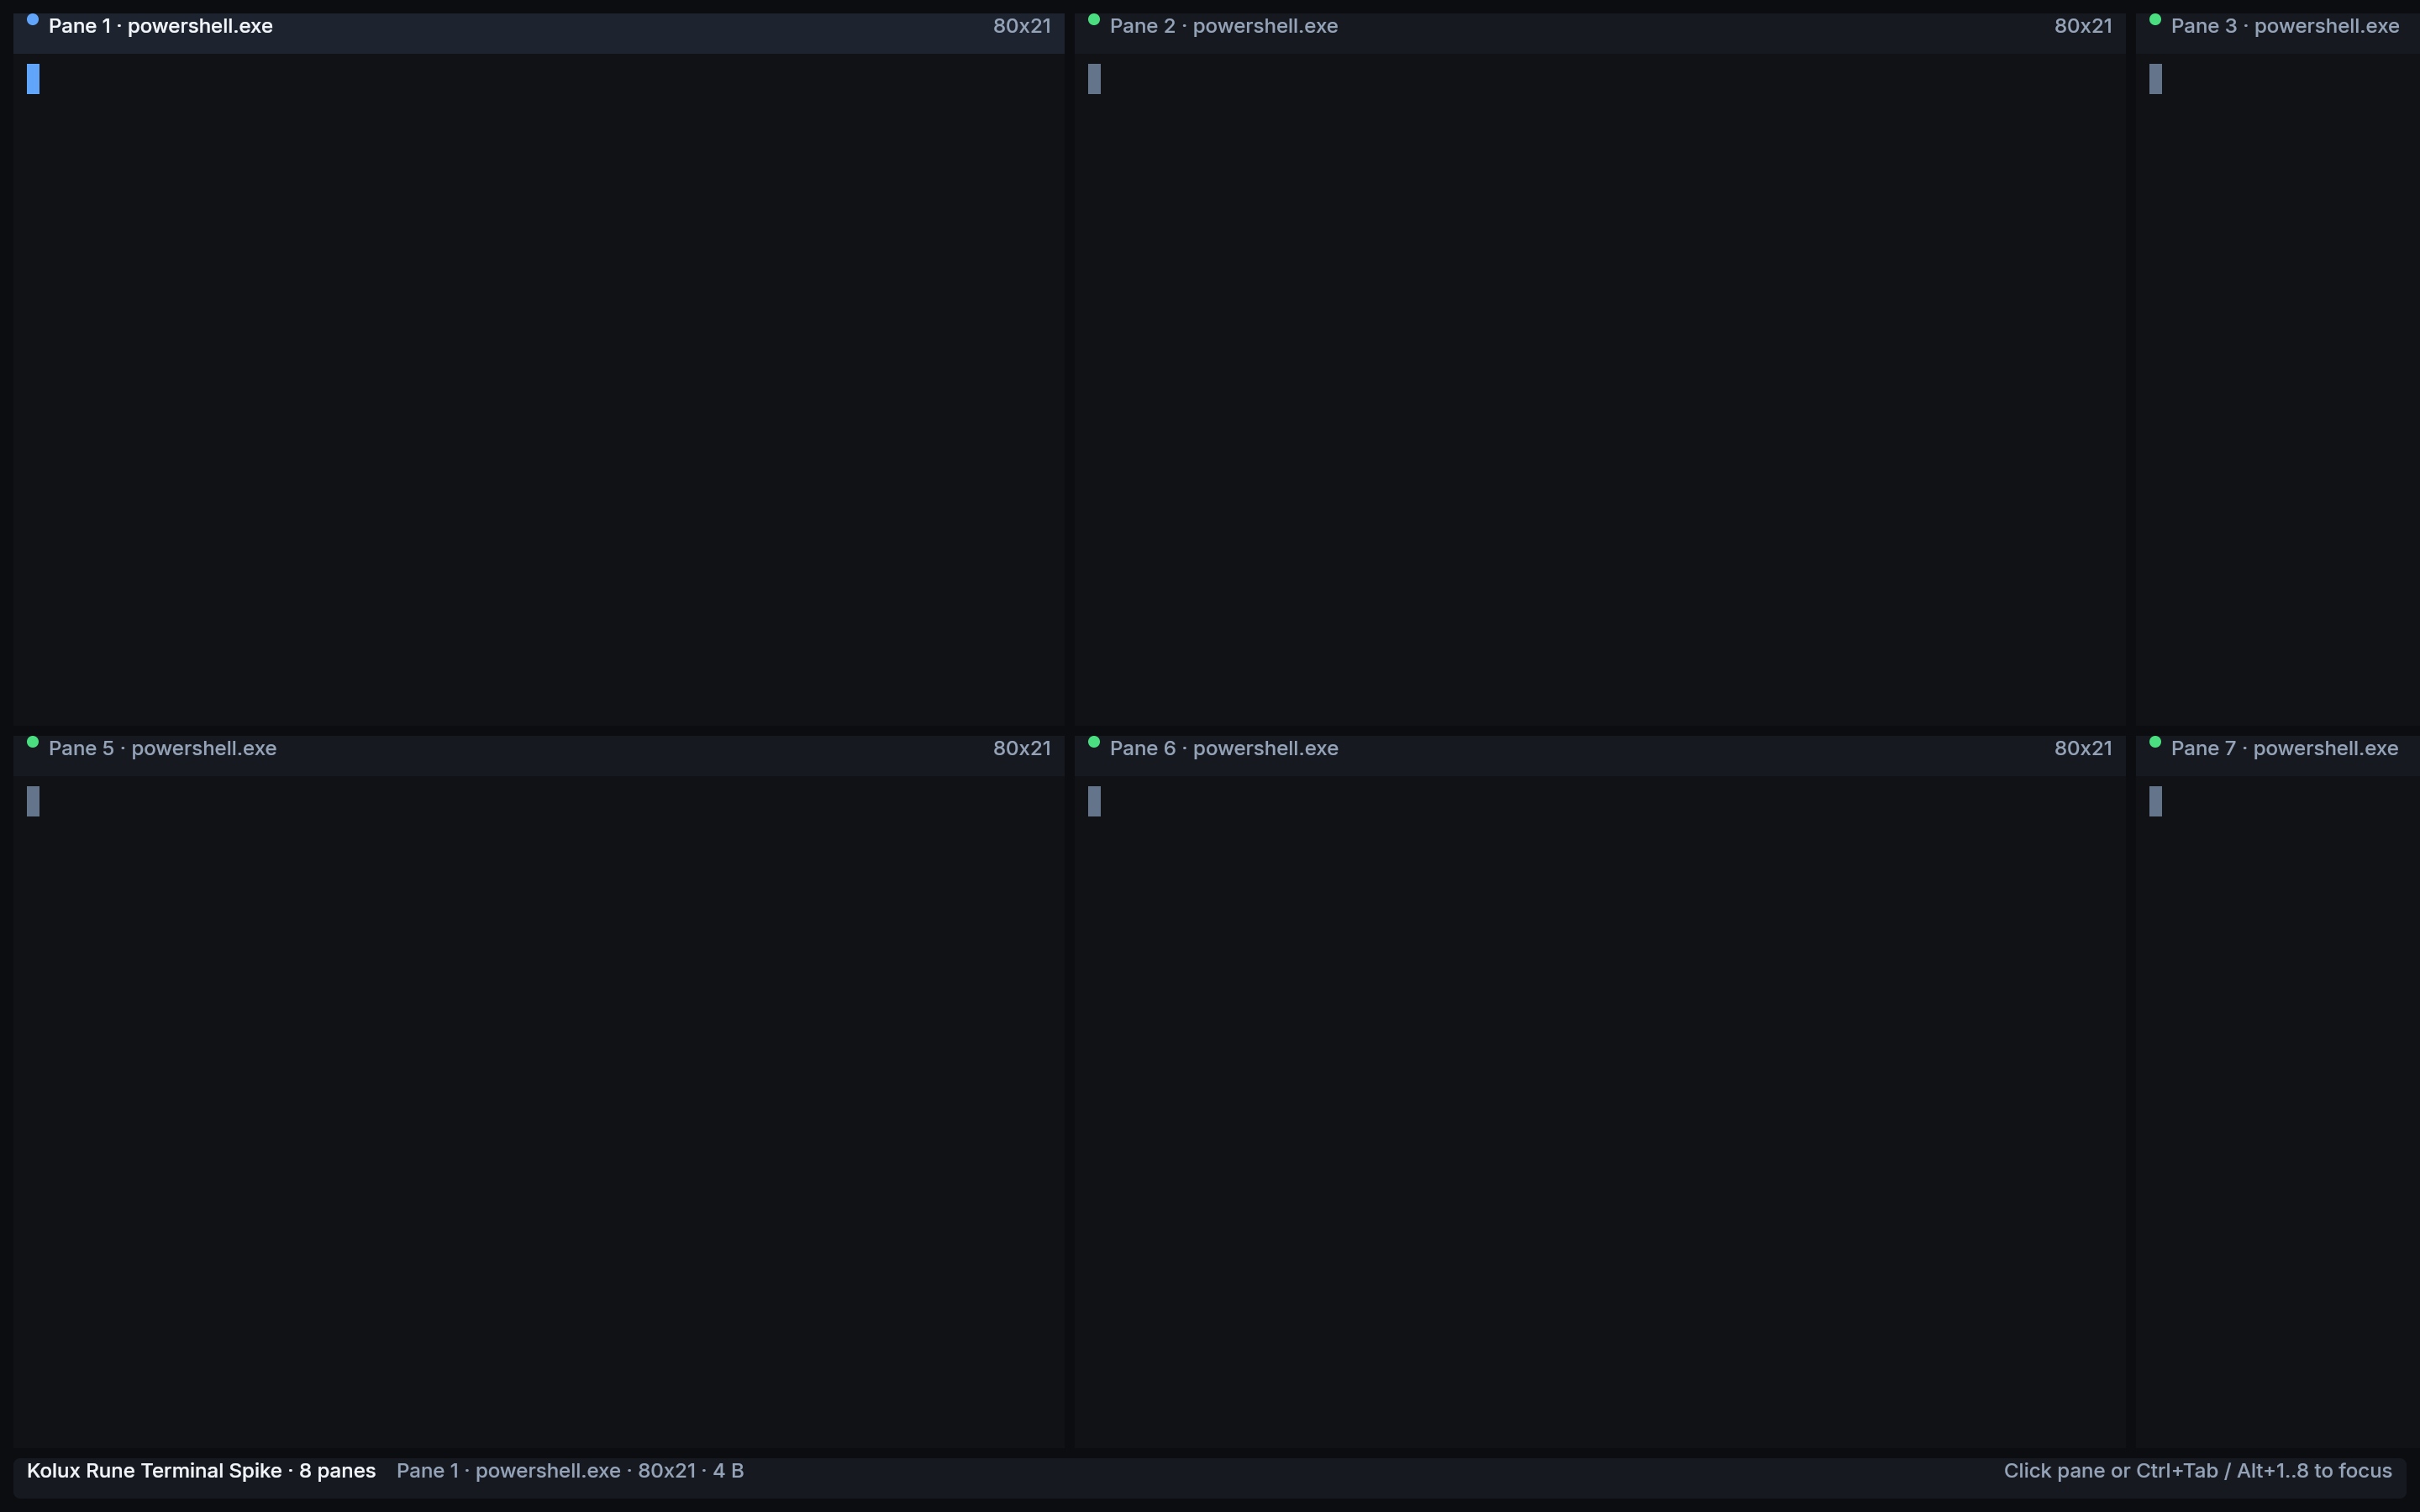 Pane 1 · powershell.exe 80x21
Pane 2 · powershell.exe 80x21
Pane 3 · powershell.exe
Pane 5 · powershell.exe 80x21
Pane 6 · powershell.exe 80x21
Pane 7 · powershell.exe
Kolux Rune Terminal Spike · 8 panes Pane 1 · powershell.exe · 80x21 · 4 B
Click pane or Ctrl+Tab / Alt+1..8 to focus